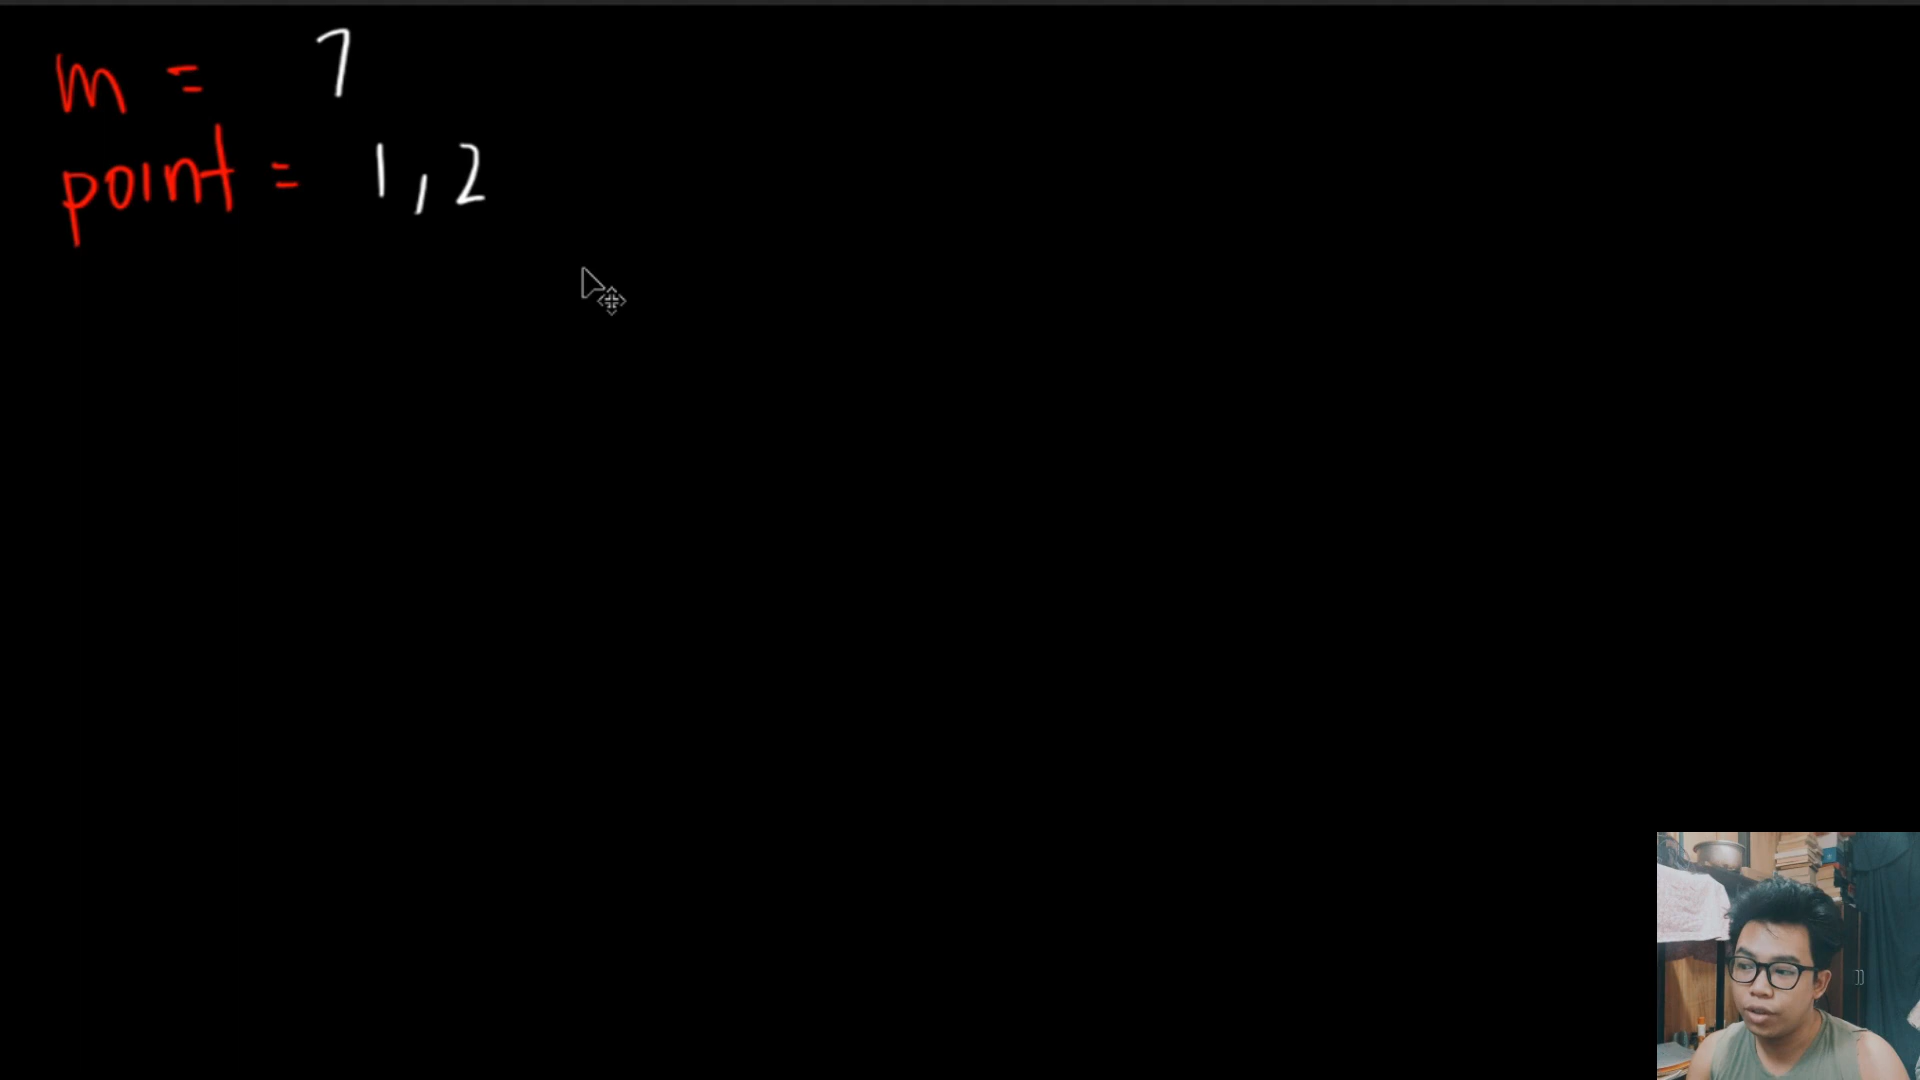 m = 7
point = 1, 2